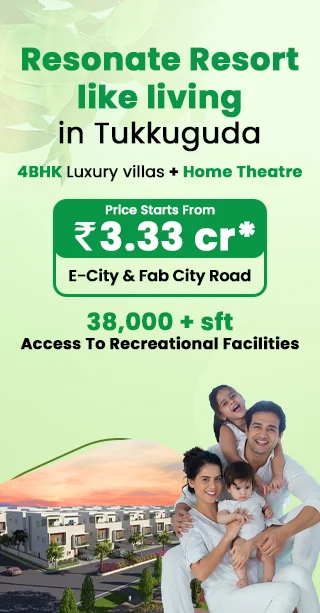 Resonate Resort
like living
in Tukkuguda
4BHK Luxury villas + Home Theatre
Price Starts From
₹3.33 cr*
E-City & Fab City Road
38,000 + sft
Access To Recreational Facilities